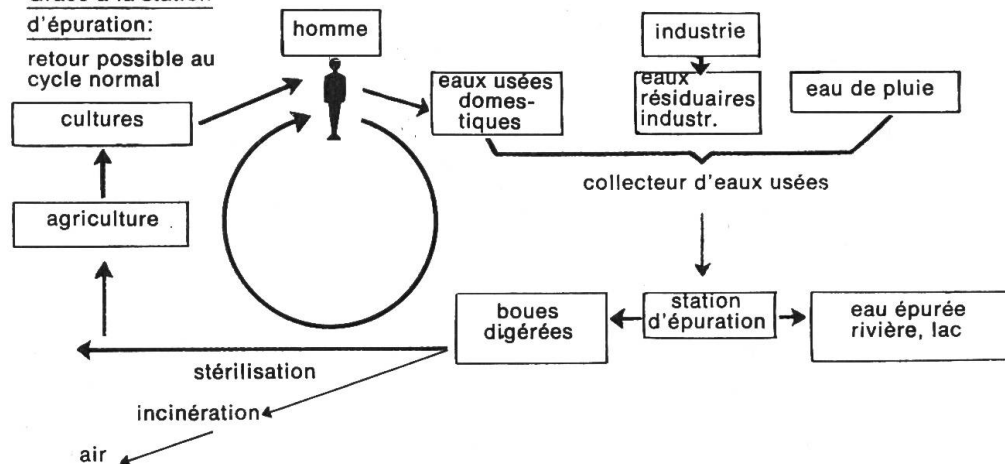 d'épuration:
retour possible au
cycle normal
homme
industrie
eaux usées
domes-
tiques
eaux
résiduaires
industr.
eau de pluie
cultures
collecteur d'eaux usées
agriculture
boues
digérées
station
d'épuration
eau épurée
rivière, lac
stérilisation
incinération
air